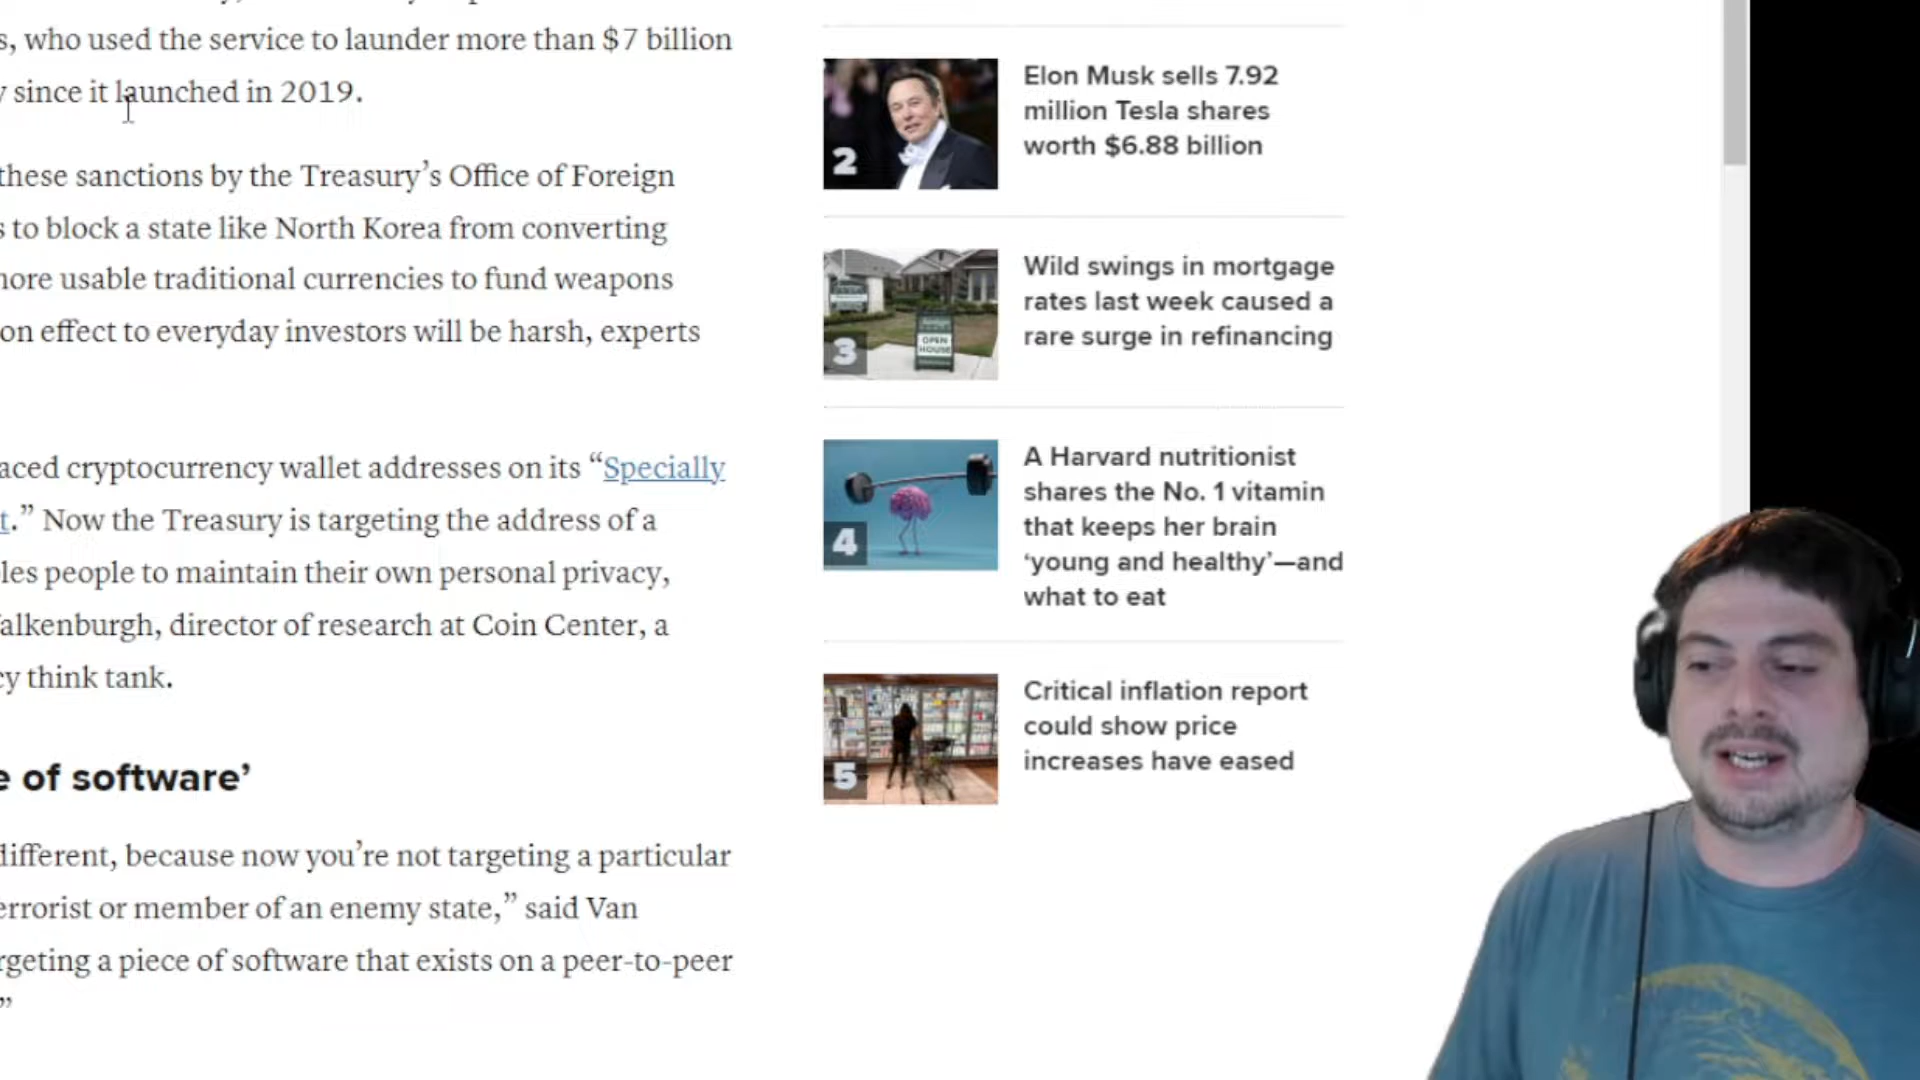 s, who used the service to launder more than $7 billion
y since it launched in 2019.
these sanctions by the Treasury’s Office of Foreign
s to block a state like North Korea from converting
more usable traditional currencies to fund weapons
on effect to everyday investors will be harsh, experts
aced cryptocurrency wallet addresses on its “Specially
t.” Now the Treasury is targeting the address of a
les people to maintain their own personal privacy,
alkenburgh, director of research at Coin Center, a
cy think tank.
e of software’
different, because now you’re not targeting a particular
errorist or member of an enemy state,” said Van
rgeting a piece of software that exists on a peer-to-peer
”
2
Elon Musk sells 7.92
million Tesla shares
worth $6.88 billion
OPEN
HOUSE
3
Wild swings in mortgage
rates last week caused a
rare surge in refinancing
4
A Harvard nutritionist
shares the No. 1 vitamin
that keeps her brain
‘young and healthy’—and
what to eat
5
Critical inflation report
could show price
increases have eased